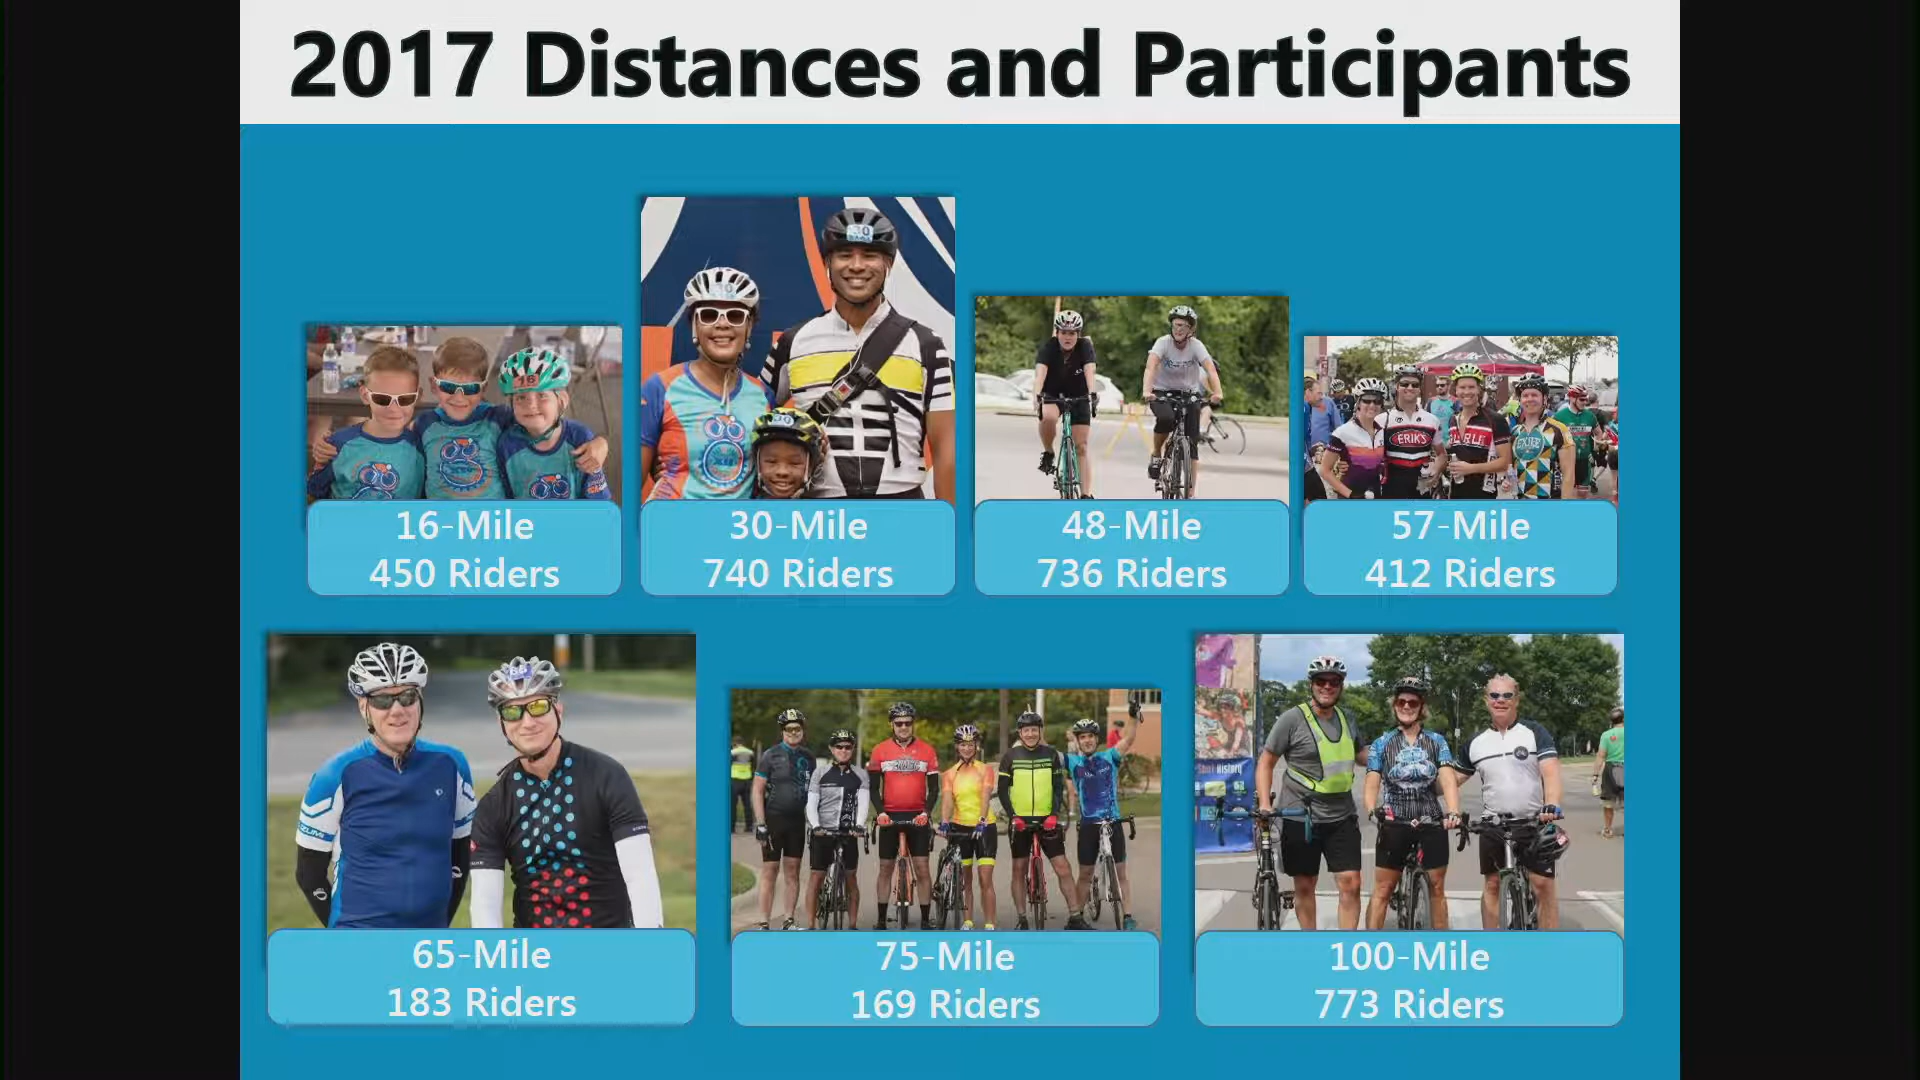 2017 Distances and Participants
16-Mile
450 Riders
30-Mile
740 Riders
48-Mile
736 Riders
57-Mile
412 Riders
ERIK'S
65-Mile
183 Riders
75-Mile
169 Riders
100-Mile
773 Riders